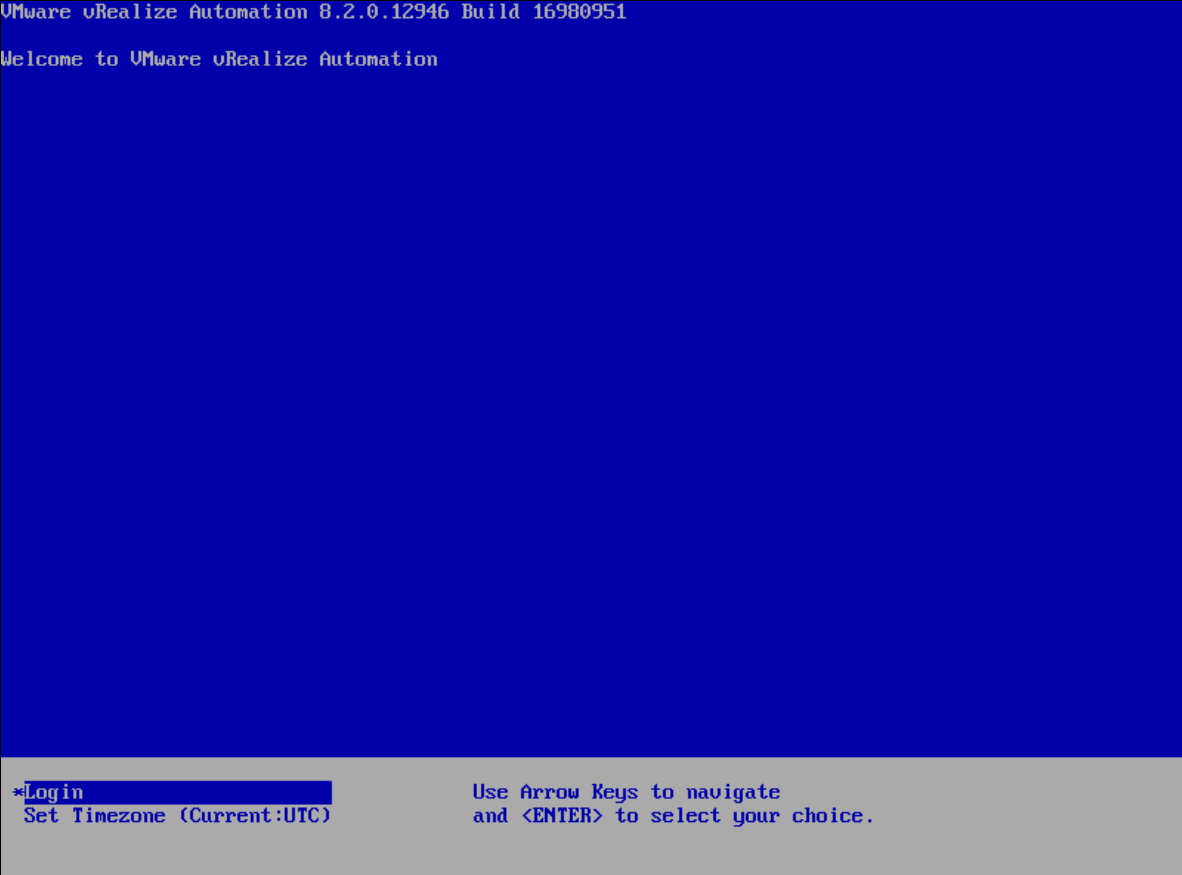 VMware vRealize Automation 8.2.0.12946 Build 16980951
Welcome to VMware vRealize Automation
*Login
Set Timezone (Current:UTC)
Use Arrow Keys to navigate
and <ENTER> to select your choice.